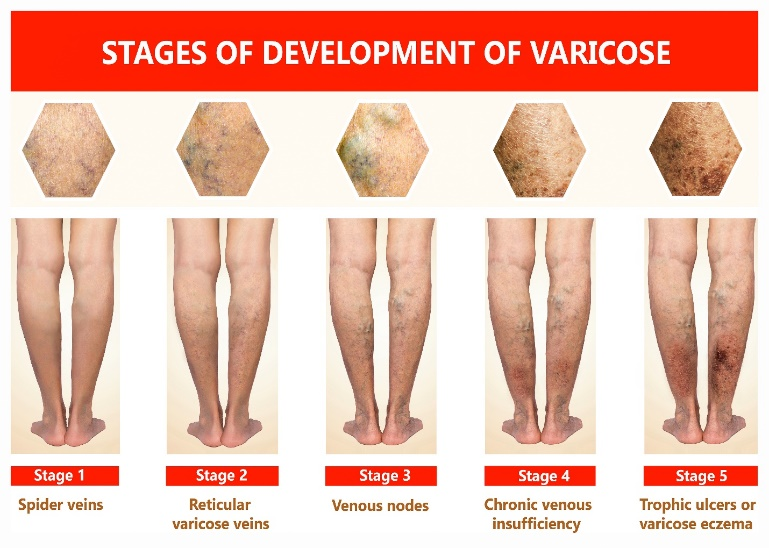 STAGES OF DEVELOPMENT OF VARICOSE
Stage 1
Spider veins
Stage 2
Reticular
varicose veins
Stage 3
Venous nodes
Stage 4
Chronic venous
insufficiency
Stage 5
Trophic ulcers or
varicose eczema